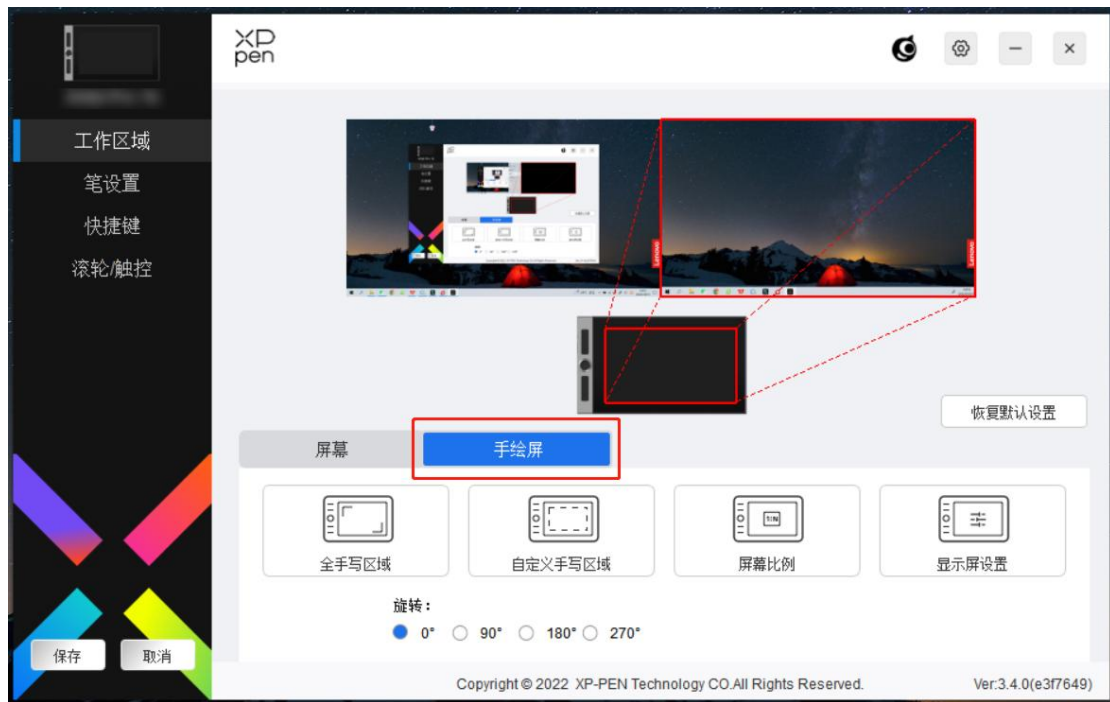 XP
pen
工作区域
笔设置
快捷键
滚轮/触控
lenovo
lenovo
恢复默认设置
屏幕
手绘屏
全手写区域
自定义手写区域
屏幕比例
显示屏设置
旋转：
0° 90° 180° 270°
保存 取消
Copyright © 2022 XP-PEN Technology CO.All Rights Reserved.
Ver:3.4.0(e3f7649)